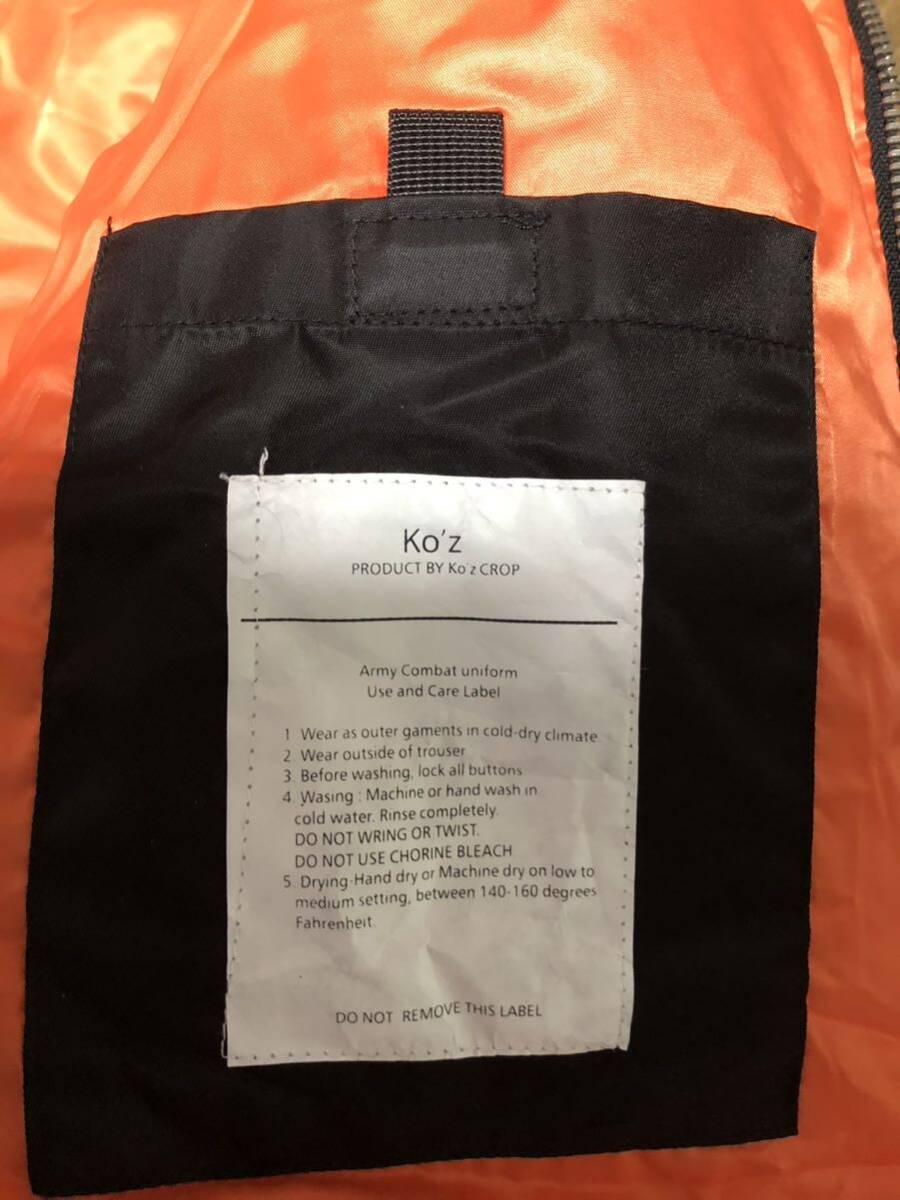 Ko'z
PRODUCT BY Ko'z CROP
Army Combat uniform
Use and Care Label
1 Wear as outer gaments in cold-dry climate
2 Wear outside of trouser
3. Before washing, lock all buttons
4. Wasing : Machine or hand wash in
cold water. Rinse completely.
DO NOT WRING OR TWIST.
DO NOT USE CHORINE BLEACH
5. Drying-Hand dry or Machine dry on low to
medium setting, between 140-160 degrees
Fahrenheit.
DO NOT REMOVE THIS LABEL